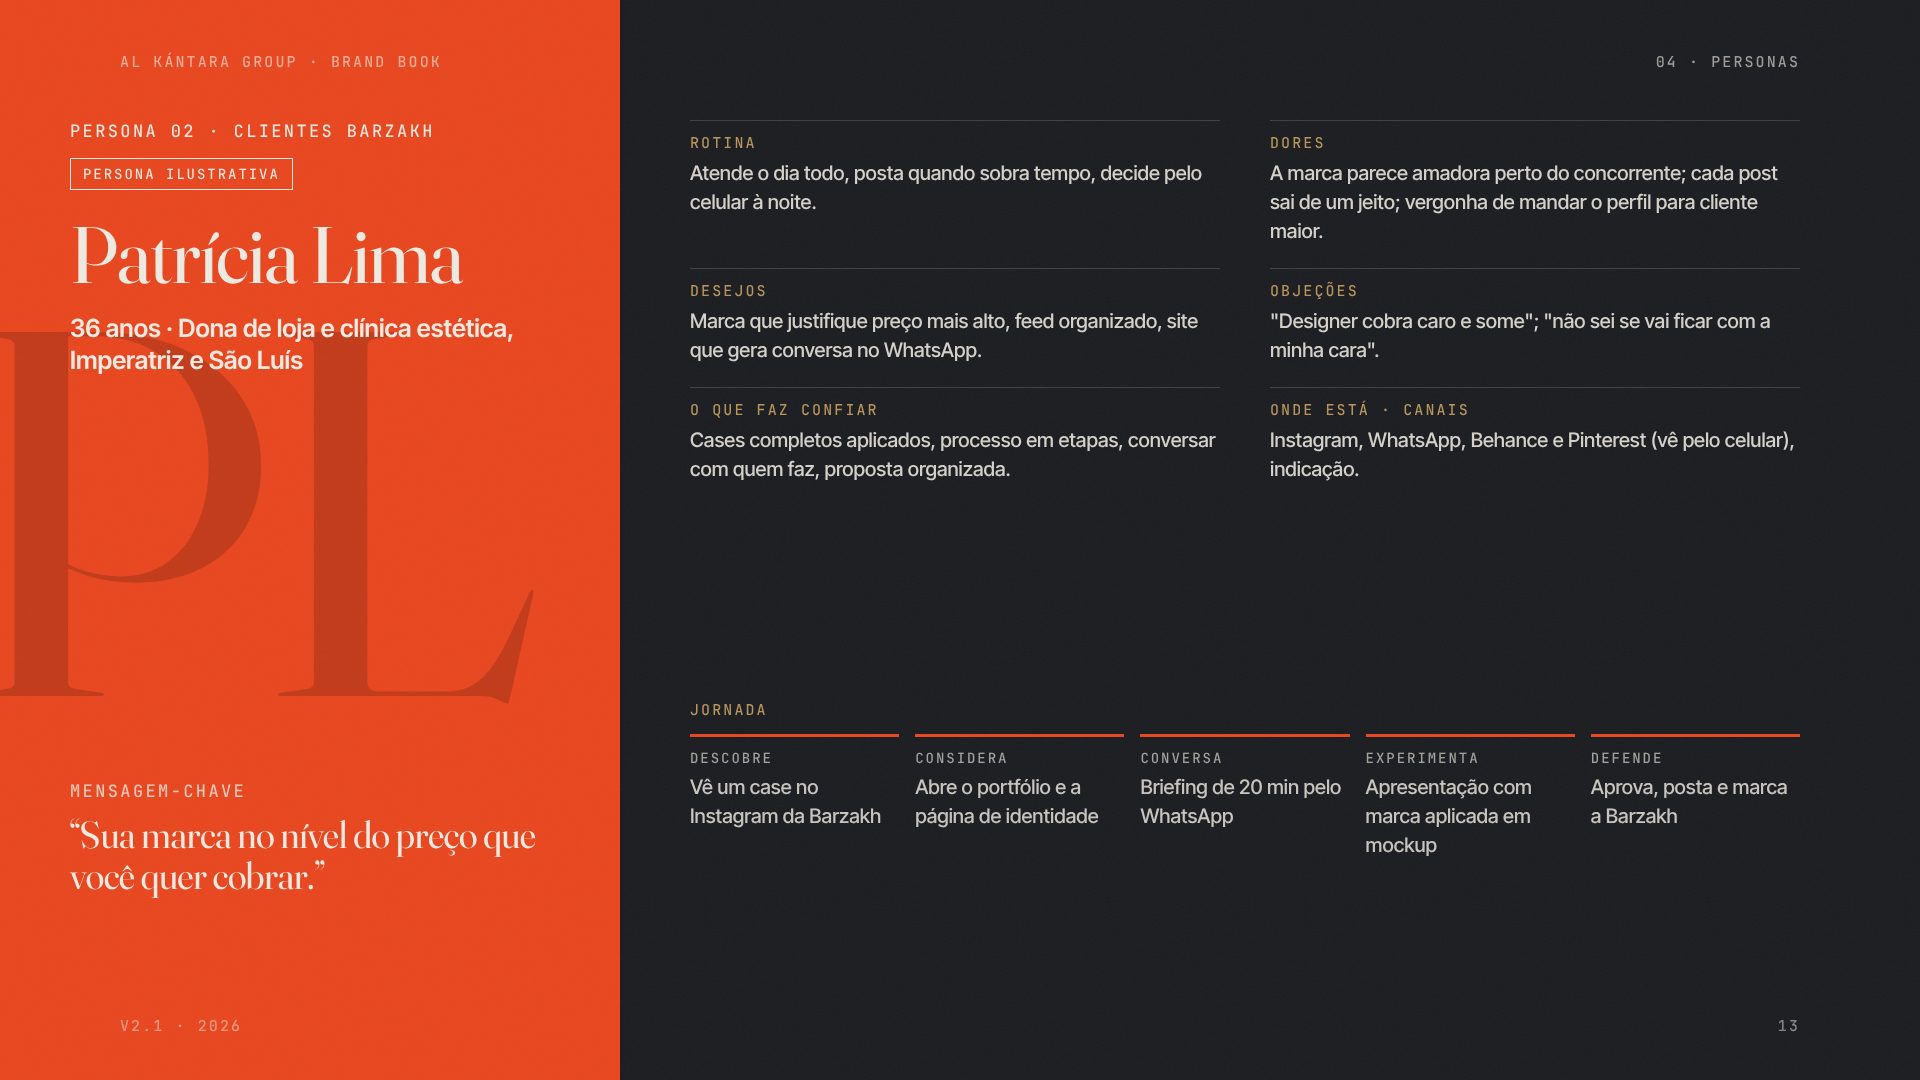 AL KÁNTARA GROUP · BRAND BOOK
04 · PERSONAS
PERSONA 02 · CLIENTES BARZAKH
PERSONA ILUSTRATIVA
Patrícia Lima
36 anos · Dona de loja e clínica estética,
Imperatriz e São Luís
PL
MENSAGEM-CHAVE
“Sua marca no nível do preço que
você quer cobrar.”
V2.1 · 2026
ROTINA
Atende o dia todo, posta quando sobra tempo, decide pelo
celular à noite.
DORES
A marca parece amadora perto do concorrente; cada post
sai de um jeito; vergonha de mandar o perfil para cliente
maior.
DESEJOS
Marca que justifique preço mais alto, feed organizado, site
que gera conversa no WhatsApp.
OBJEÇÕES
"Designer cobra caro e some"; "não sei se vai ficar com a
minha cara".
O QUE FAZ CONFIAR
Cases completos aplicados, processo em etapas, conversar
com quem faz, proposta organizada.
ONDE ESTÁ · CANAIS
Instagram, WhatsApp, Behance e Pinterest (vê pelo celular),
indicação.
JORNADA
DESCOBRE
Vê um case no
Instagram da Barzakh
CONSIDERA
Abre o portfólio e a
página de identidade
CONVERSA
Briefing de 20 min pelo
WhatsApp
EXPERIMENTA
Apresentação com
marca aplicada em
mockup
DEFENDE
Aprova, posta e marca
a Barzakh
13